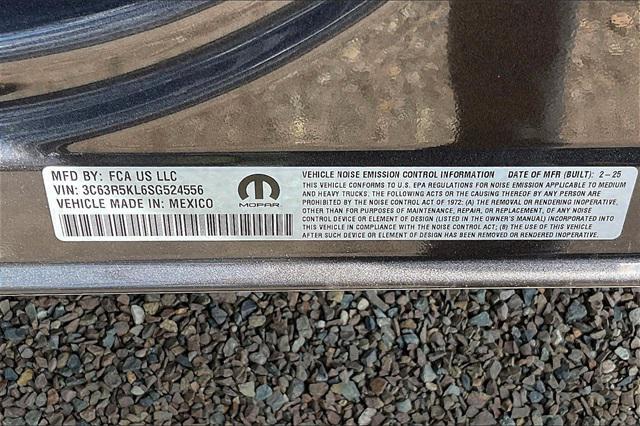 MFD BY: FCA US LLC
VIN: 3C63R5KL6SG524556
VEHICLE MADE IN: MEXICO
MOPAR
VEHICLE NOISE EMISSION CONTROL INFORMATION DATE OF MFR (BUILT): 2-25
THIS VEHICLE CONFORMS TO U.S. EPA REGULATIONS FOR NOISE EMISSION APPLICABLE TO MEDIUM
AND HEAVY TRUCKS. THE FOLLOWING ACTS OR CAUSING THERETO BY ANY PERSON ARE
PROHIBITED BY THE NOISE CONTROL ACT OF 1972: (A) THE REMOVAL OR RENDERING INOPERATIVE,
OTHER THAN FOR PURPOSES OF MAINTENANCE, REPAIR, OR REPLACEMENT, OF ANY NOISE
CONTROL DEVICE OR ELEMENT OF DESIGN (LISTED IN THE OWNER'S MANUAL) INCORPORATED INTO
THIS VEHICLE IN COMPLIANCE WITH THE NOISE CONTROL ACT; (B) THE USE OF THIS VEHICLE
AFTER SUCH DEVICE OR ELEMENT OF DESIGN HAS BEEN REMOVED OR RENDERED INOPERATIVE.